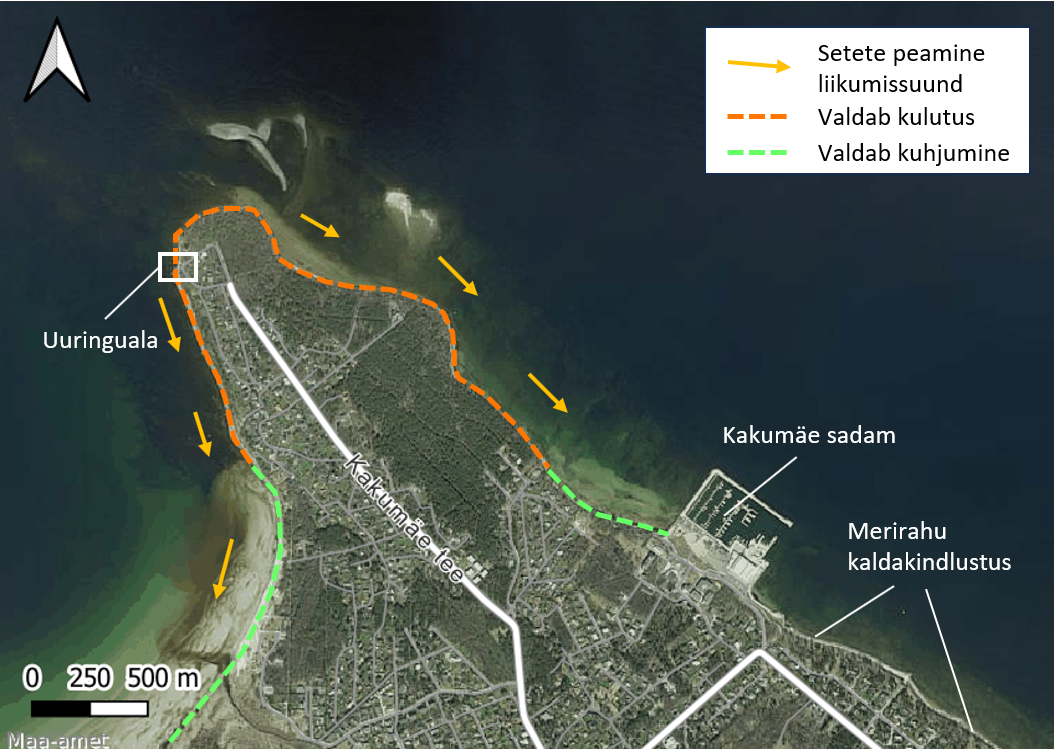 Setete peamine
liikumissuund
Valdab kulutus
Valdab kuhjumine
Uuringuala
Kakumäe tee
Kakumäe sadam
Merirahu
kaldakindlustus
0 250 500 m
Maa-amet